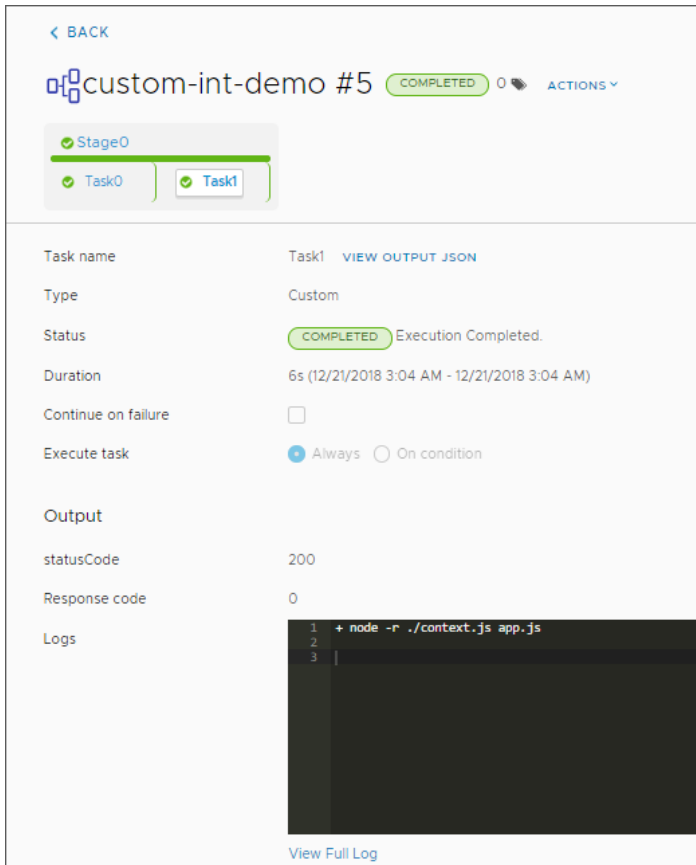 BACK
custom-int-demo #5 COMPLETED 0 ACTIONS
Stage0
Task0 Task1
Task name Task1 VIEW OUTPUT JSON
Type Custom
Status COMPLETED Execution Completed.
Duration 6s (12/21/2018 3:04 AM - 12/21/2018 3:04 AM)
Continue on failure
Execute task Always On condition
Output
statusCode 200
Response code 0
Logs
1 + node -r ./context.js app.js
2
3
View Full Log